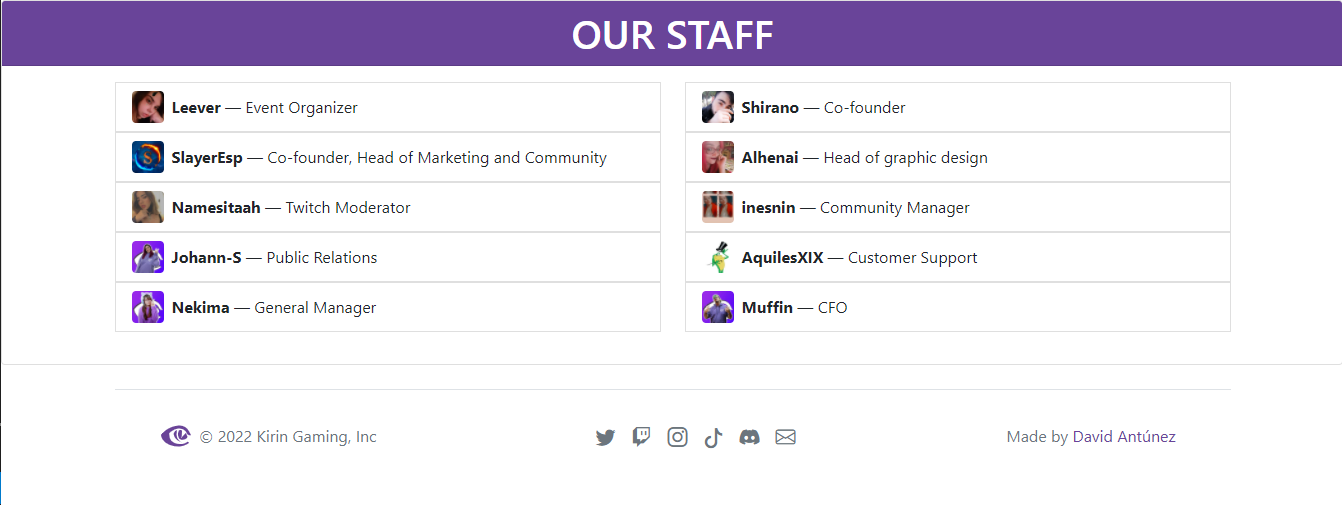 OUR STAFF
Leever — Event Organizer
Shirano — Co-founder
SlayerEsp — Co-founder, Head of Marketing and Community
Alhenai — Head of graphic design
Namesitaah — Twitch Moderator
inesnin — Community Manager
Johann-S — Public Relations
AquilesXIX — Customer Support
Nekima — General Manager
Muffin — CFO
© 2022 Kirin Gaming, Inc
Made by David Antúnez